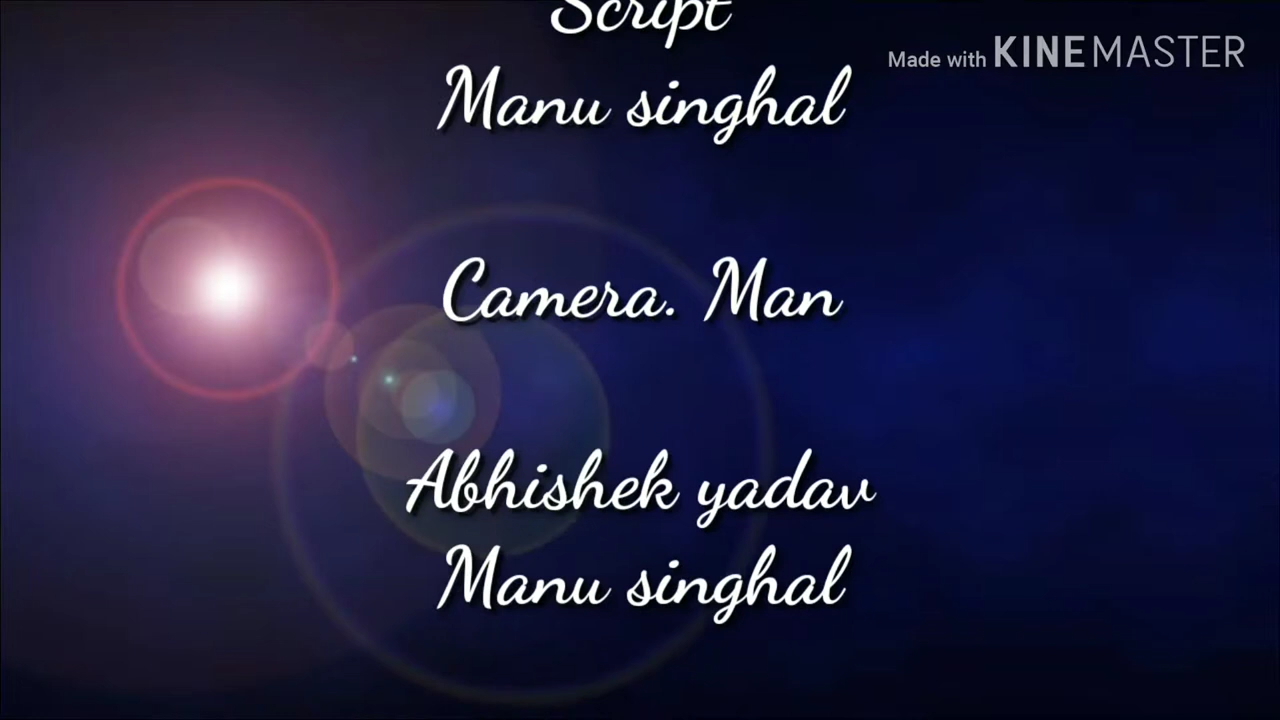 Script
Made with KINEMASTER
Manu singhal
Camera. Man
Abhishek yadav
Manu singhal